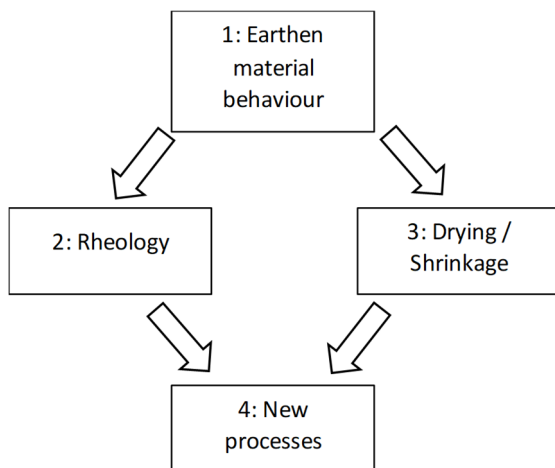 1: Earthen
material
behaviour
2: Rheology
3: Drying /
Shrinkage
4: New
processes